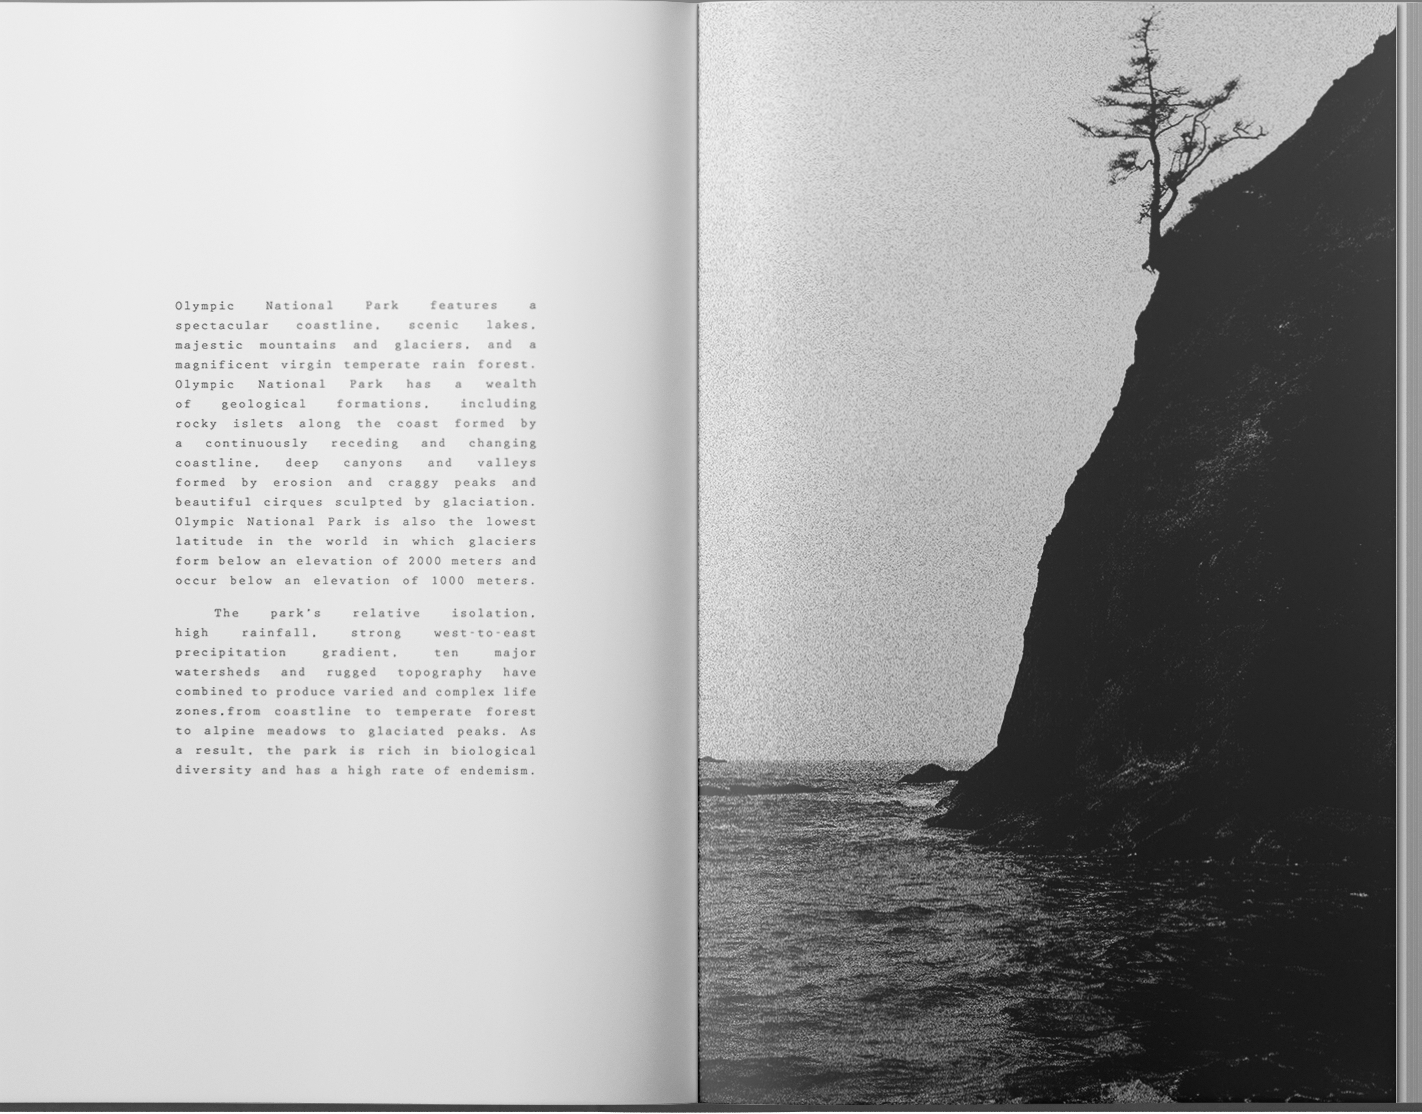 Olympic National Park features a
spectacular coastline, scenic lakes,
majestic mountains and glaciers, and a
magnificent virgin temperate rain forest.
Olympic National Park has a wealth
of geological formations, including
rocky islets along the coast formed by
a continuously receding and changing
coastline, deep canyons and valleys
formed by erosion and craggy peaks and
beautiful cirques sculpted by glaciation.
Olympic National Park is also the lowest
latitude in the world in which glaciers
form below an elevation of 2000 meters and
occur below an elevation of 1000 meters.
The park's relative isolation,
high rainfall, strong west-to-east
precipitation gradient, ten major
watersheds and rugged topography have
combined to produce varied and complex life
zones,from coastline to temperate forest
to alpine meadows to glaciated peaks. As
a result, the park is rich in biological
diversity and has a high rate of endemism.